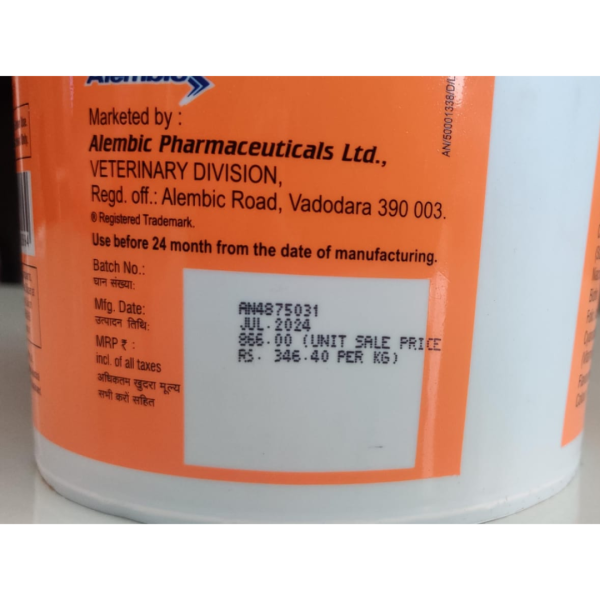 Alembic
Marketed by :
Alembic Pharmaceuticals Ltd.,
VETERINARY DIVISION,
Regd. off.: Alembic Road, Vadodara 390 003.
® Registered Trademark.
Use before 24 month from the date of manufacturing.
Batch No.:
घान संख्या:
Mfg. Date:
उत्पादन तिथि:
MRP ₹ :
incl. of all taxes
अधिकतम खुदरा मूल्य
सभी करों सहित
AN4875031
JUL.2024
866.00 (UNIT SALE PRICE
RS. 346.40 PER KG)